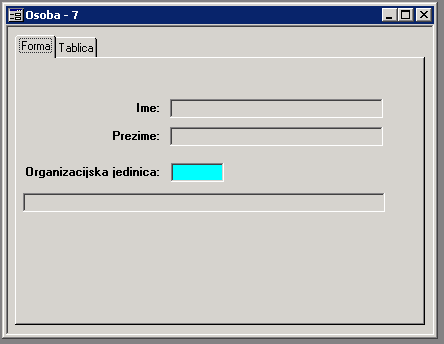 Osoba - 7
Forma Tablica
Ime:
Prezime:
Organizacijska jedinica: